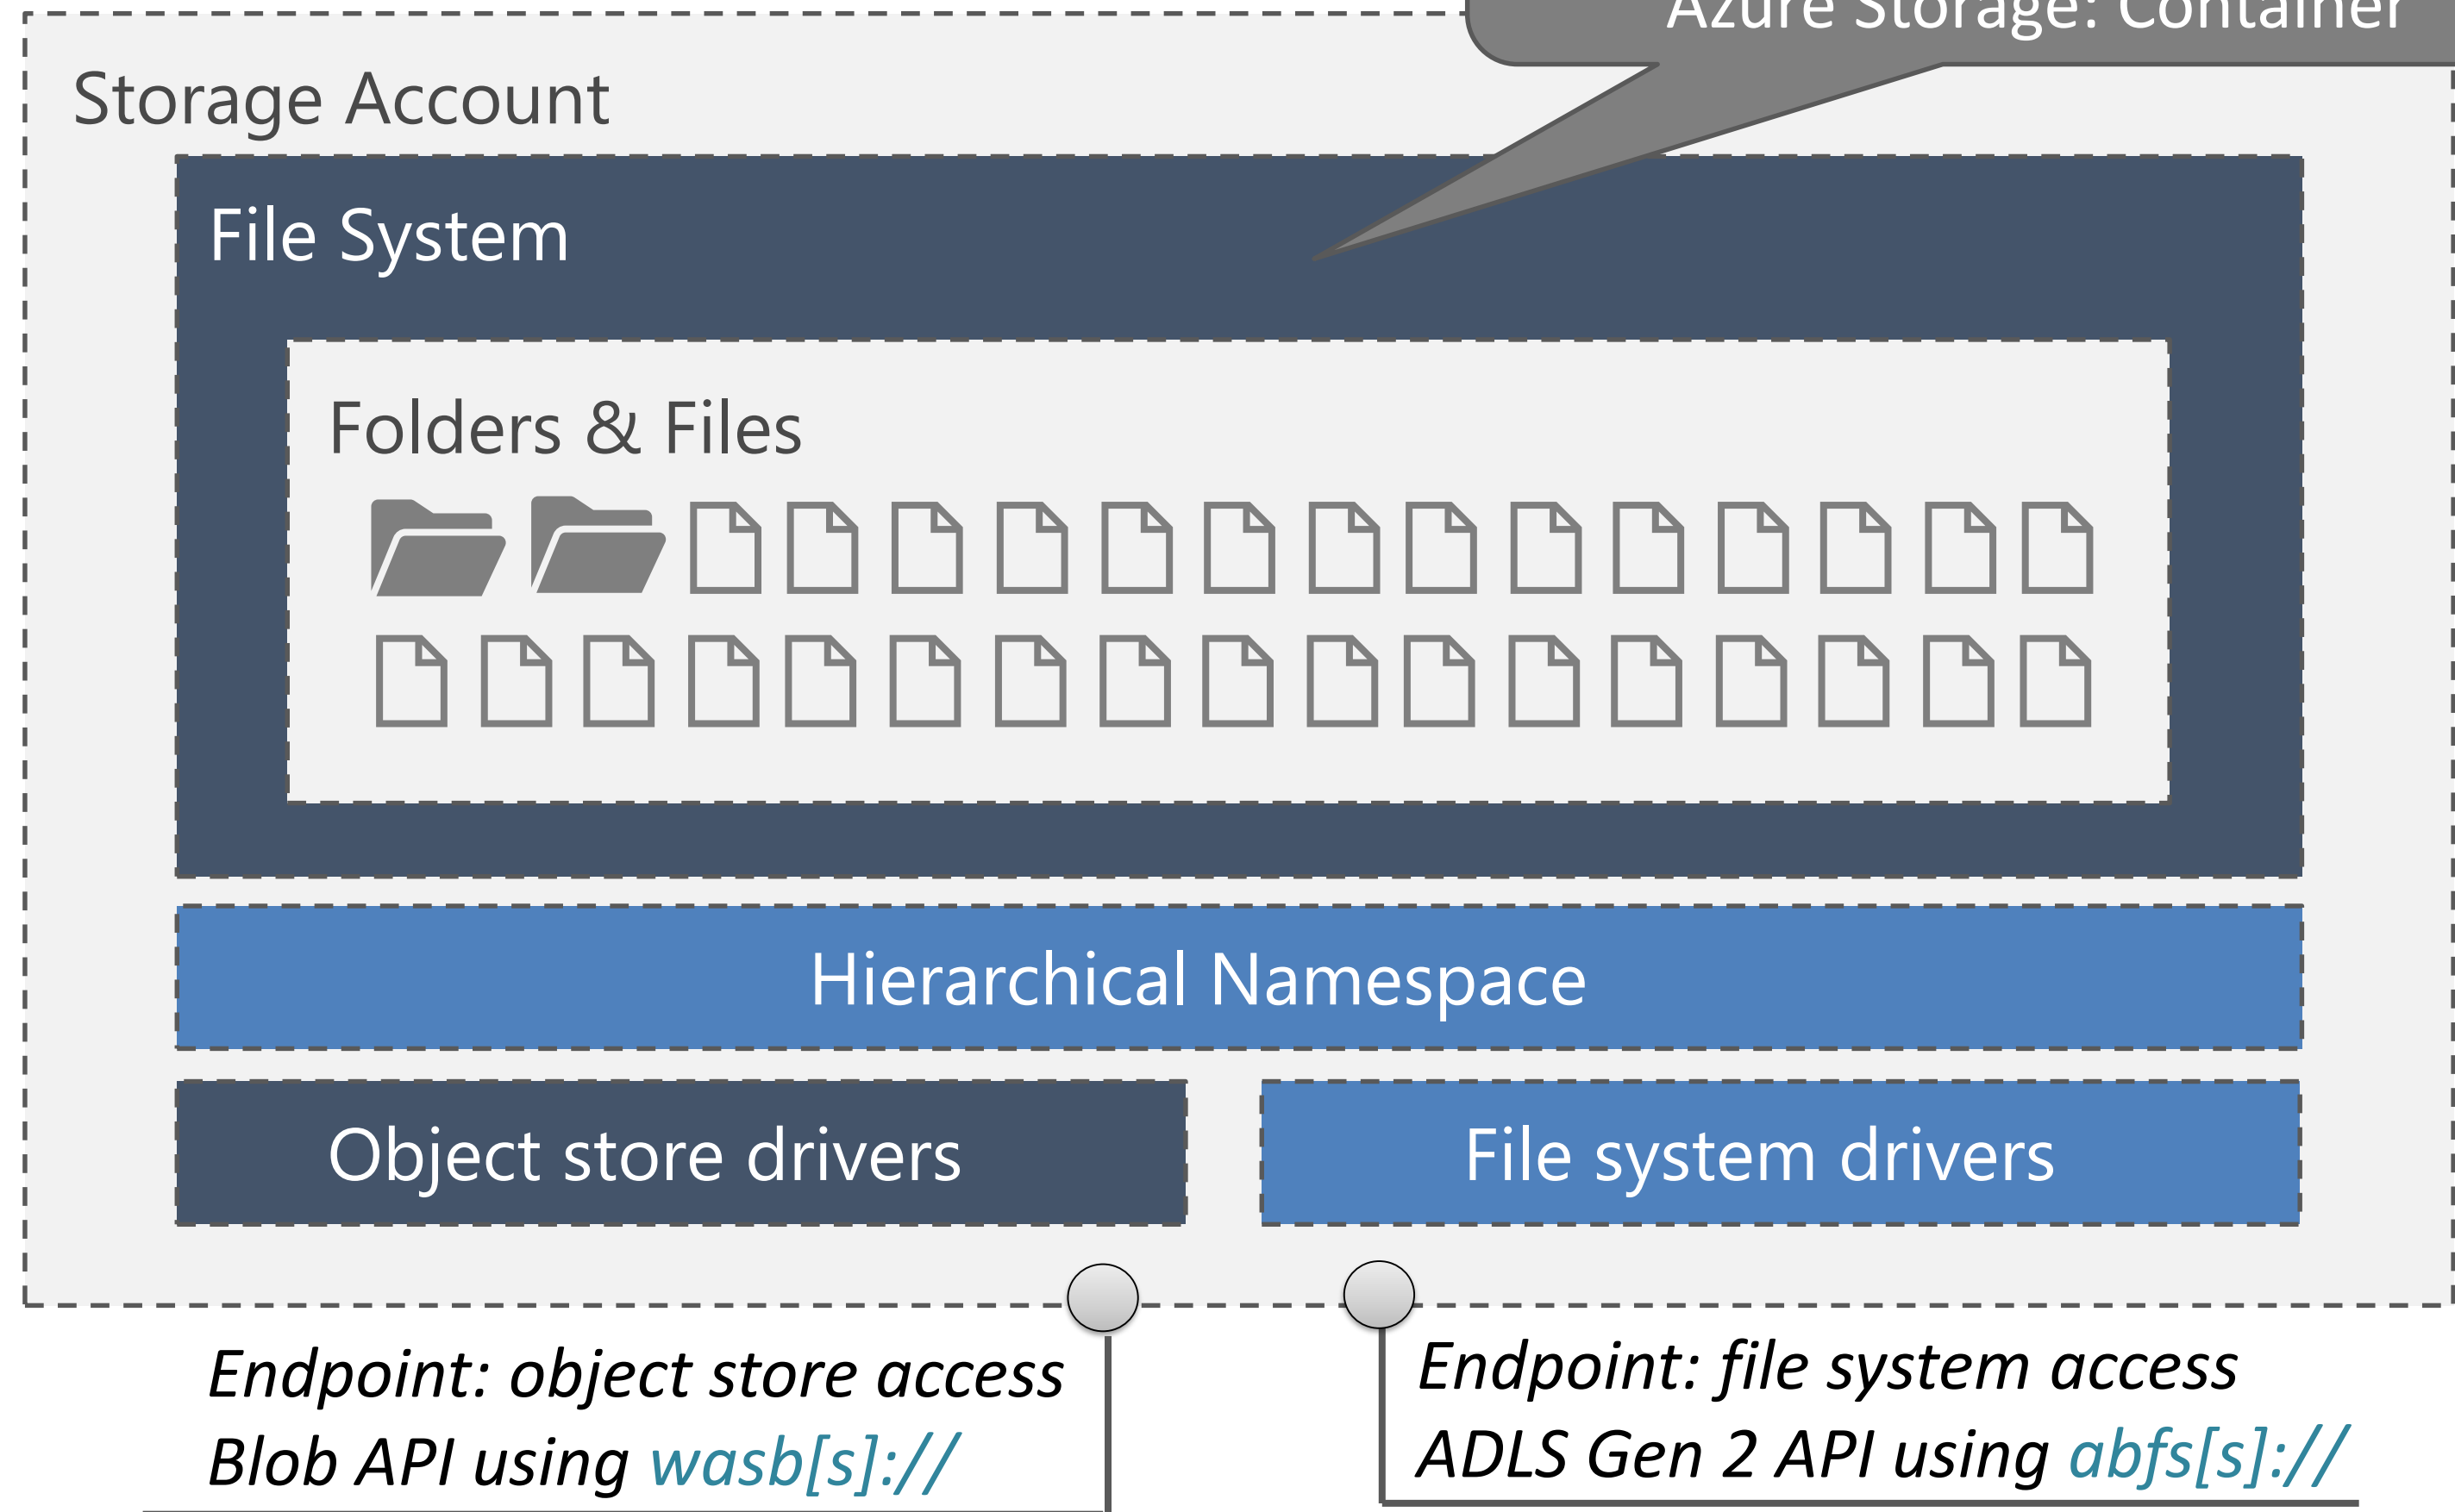 Azure Storage: Container
Storage Account
File System
Folders & Files
Hierarchical Namespace
Object store drivers
File system drivers
Endpoint: object store access
Blob API using wasb[s]://
Endpoint: file system access
ADLS Gen 2 API using abfs[s]://